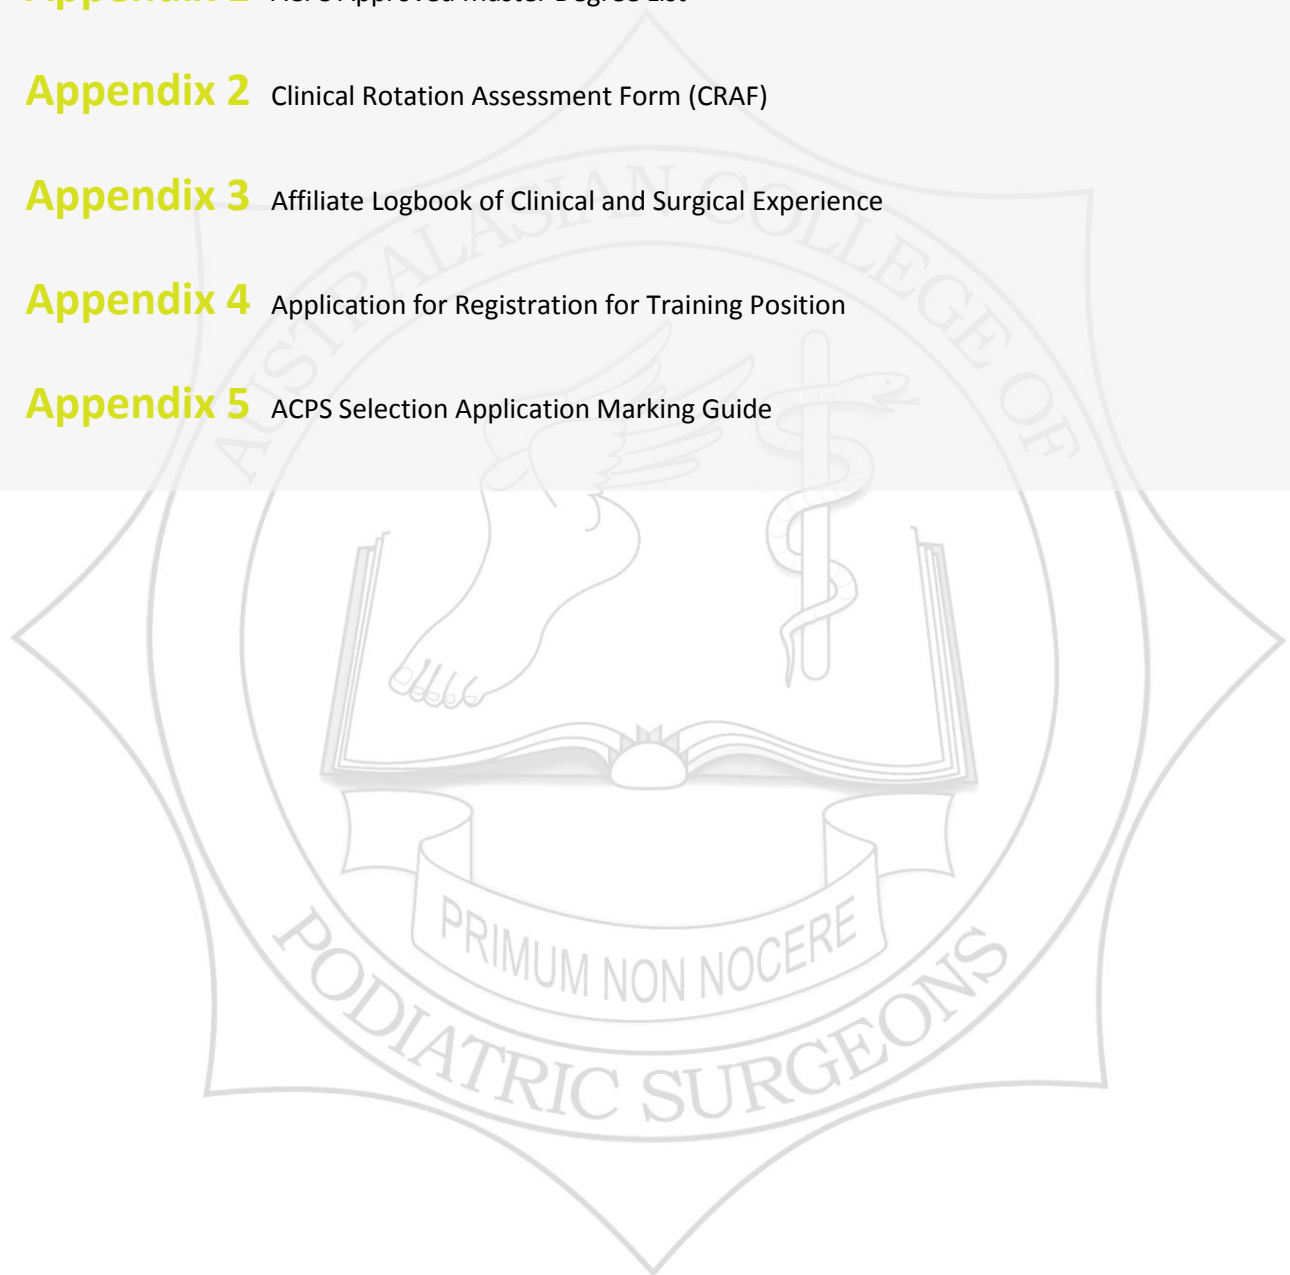 Appendix 2 Clinical Rotation Assessment Form (CRAF)
Appendix 3 Affiliate Logbook of Clinical and Surgical Experience
Appendix 4 Application for Registration for Training Position
Appendix 5 ACPS Selection Application Marking Guide
AUSTRALASIAN COLLEGE OF
PRIMUM NON NOCERE
PODIATRIC SURGEONS